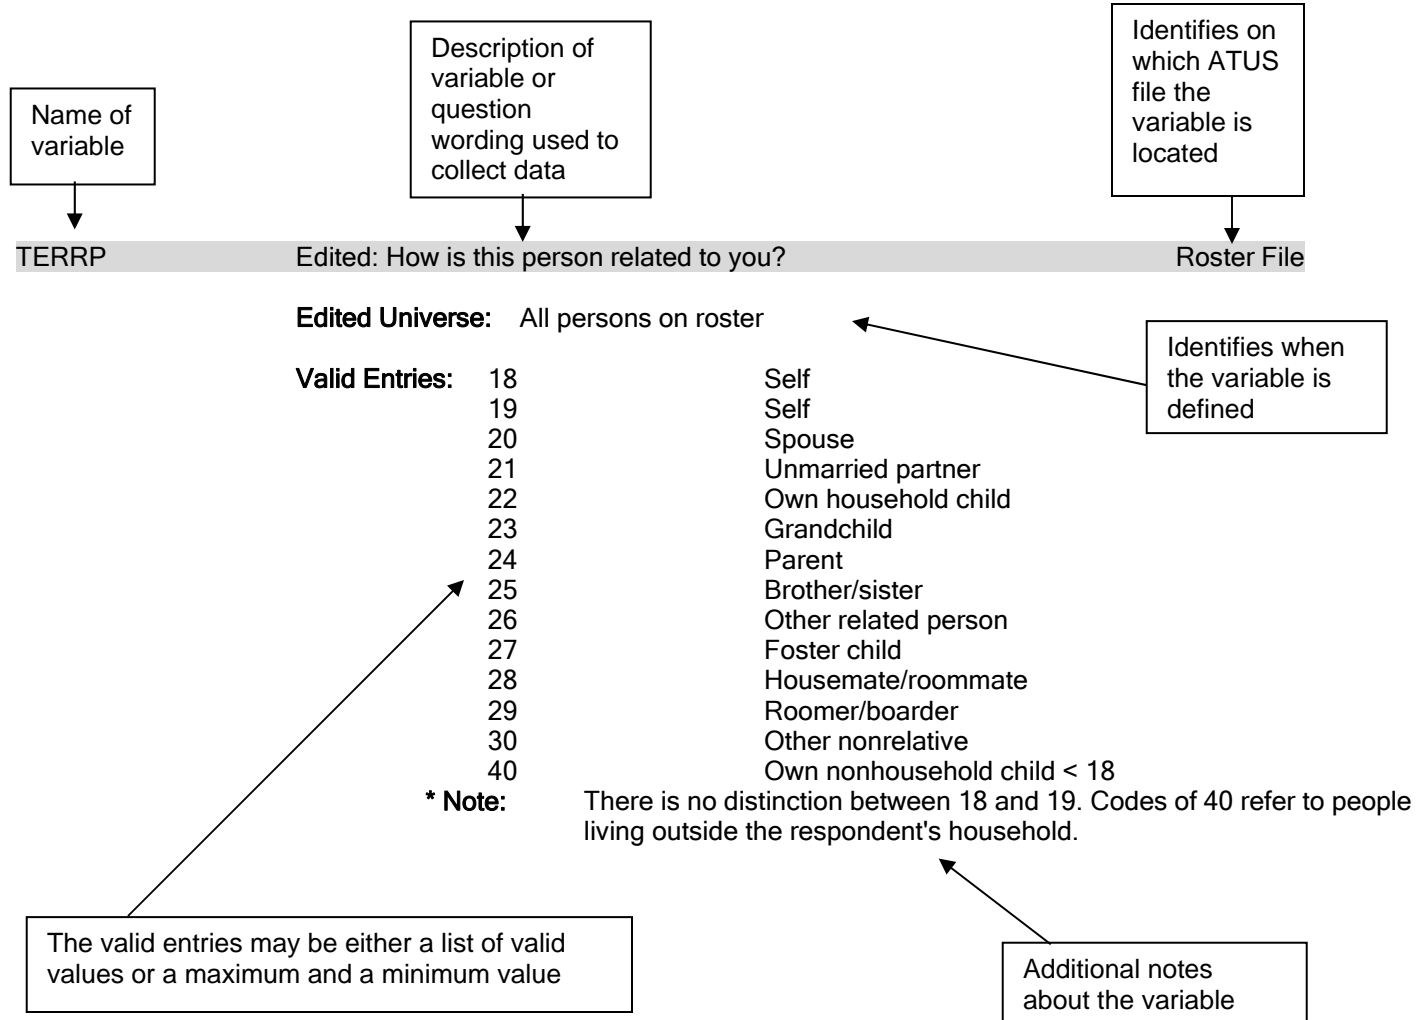 Name of
variable
Description of
variable or
question
wording used to
collect data
Identifies on
which ATUS
file the
variable is
located
TERRP Edited: How is this person related to you? Roster File
Edited Universe: All persons on roster
Identifies when
the variable is
defined
Valid Entries: 18 Self
19 Self
20 Spouse
21 Unmarried partner
22 Own household child
23 Grandchild
24 Parent
25 Brother/sister
26 Other related person
27 Foster child
28 Housemate/roommate
29 Roomer/boarder
30 Other nonrelative
40 Own nonhousehold child < 18
* Note: There is no distinction between 18 and 19. Codes of 40 refer to people
living outside the respondent's household.
The valid entries may be either a list of valid
values or a maximum and a minimum value
Additional notes
about the variable